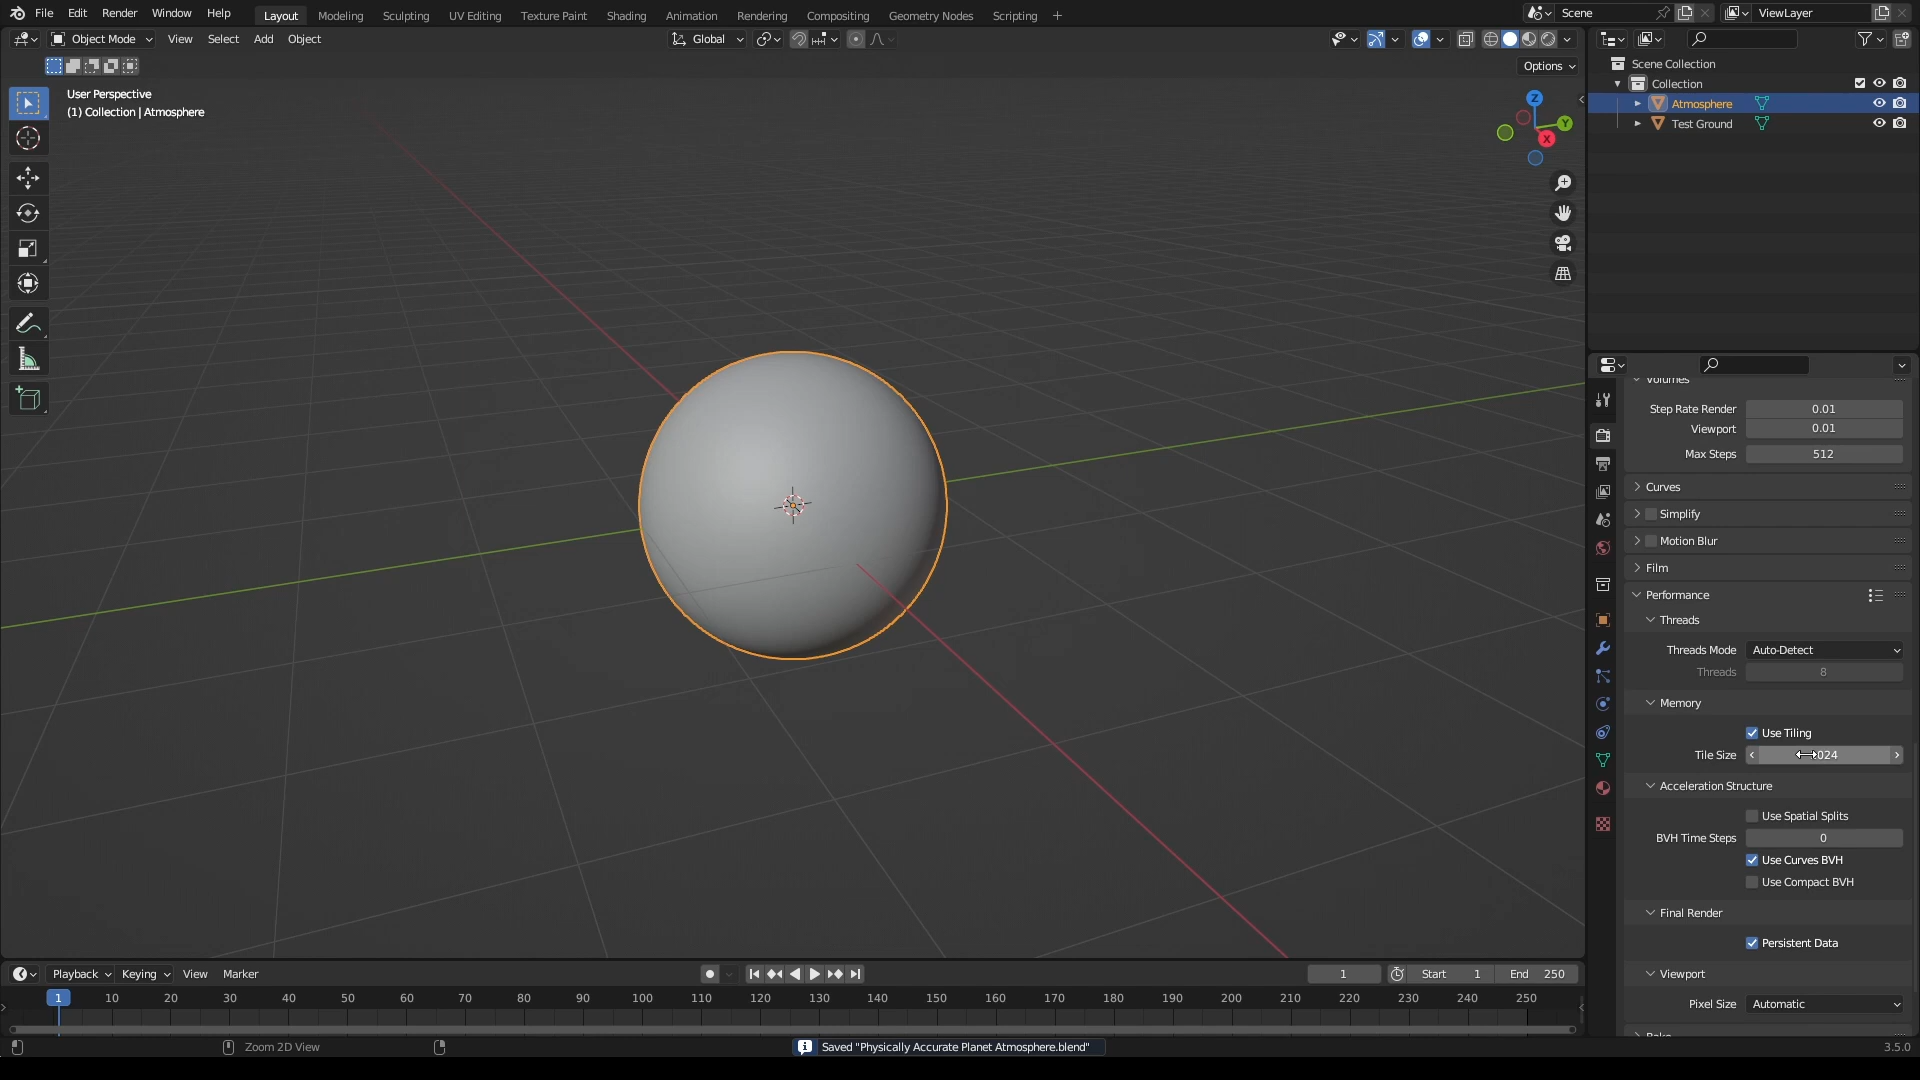 File Edit Render Window Help Layout Modeling Sculpting UV Editing Texture Paint Shading Animation Rendering Compositing Geometry Nodes Scripting + Scene ViewLayer
Object Mode View Select Add Object Global
Options
User Perspective
(1) Collection | Atmosphere
Z
Y
X
Scene Collection
Collection
Atmosphere
Test Ground
Volumes
Step Rate Render 0.01
Viewport 0.01
Max Steps 512
Curves
Simplify
Motion Blur
Film
Performance
Threads
Threads Mode Auto-Detect
Threads 8
Memory
Use Tiling
Tile Size 024
Acceleration Structure
Use Spatial Splits
BVH Time Steps 0
Use Curves BVH
Use Compact BVH
Final Render
Persistent Data
Viewport
Pixel Size Automatic
Playback Keying View Marker 1 Start 1 End 250
1 10 20 30 40 50 60 70 80 90 100 110 120 130 140 150 160 170 180 190 200 210 220 230 240 250
Zoom 2D View Saved "Physically Accurate Planet Atmosphere.blend" 3.5.0